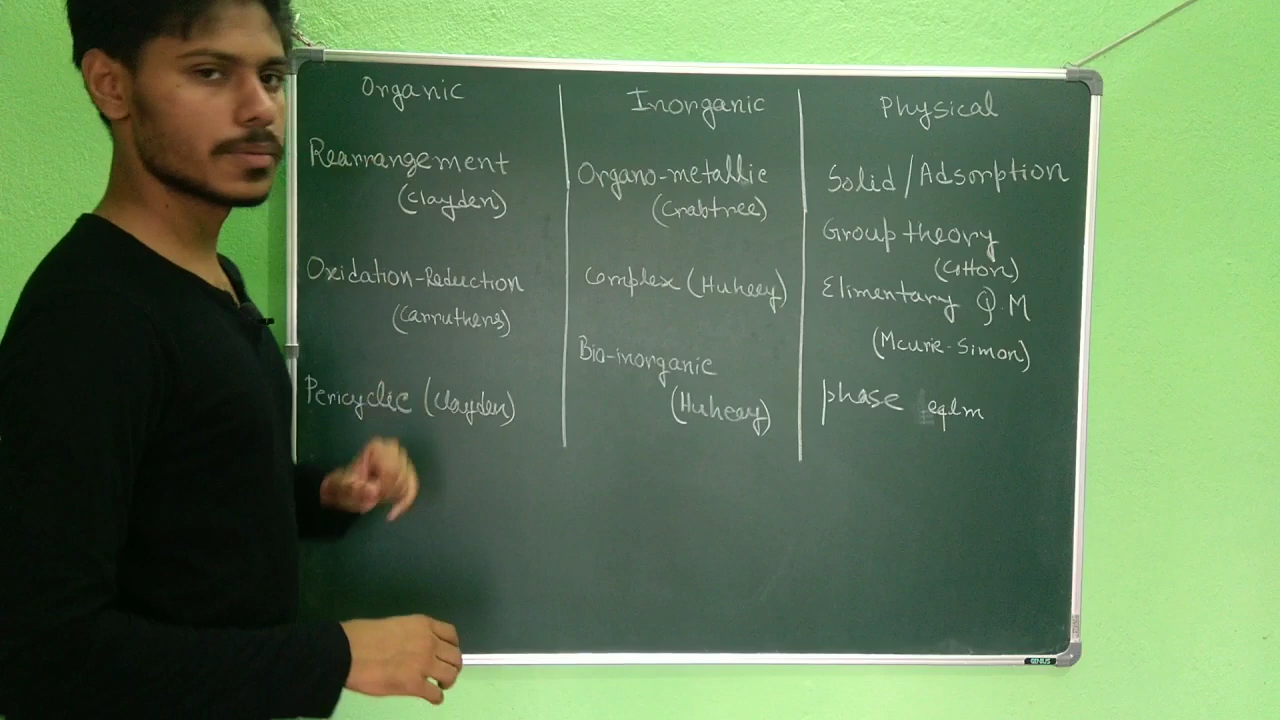 Organic
Rearrangement
(Clayden)
Oxidation-Reduction
(Carruthers)
Pericyclic (Clayden)
Inorganic
Organo-metallic
(Crabtree)
Complex (Huheey)
Bio-inorganic
(Huheey)
Physical
Solid/Adsorption
Group theory
(Cotton)
Elimentary Q.M
(Mcurie-Simon)
phase eqlm
GENIUS